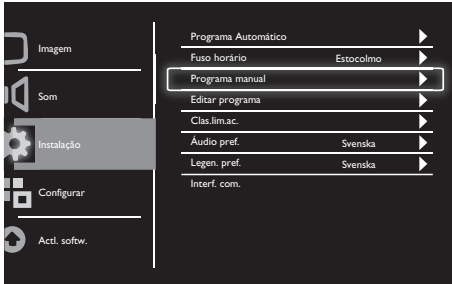 Imagem
Som
Instalação
Configurar
Actl. softw.
Programa Automático
Fuso horário Estocolmo
Programa manual
Editar programa
Clas.lim.ac.
Áudio pref. Svenska
Legen. pref. Svenska
Interf. com.